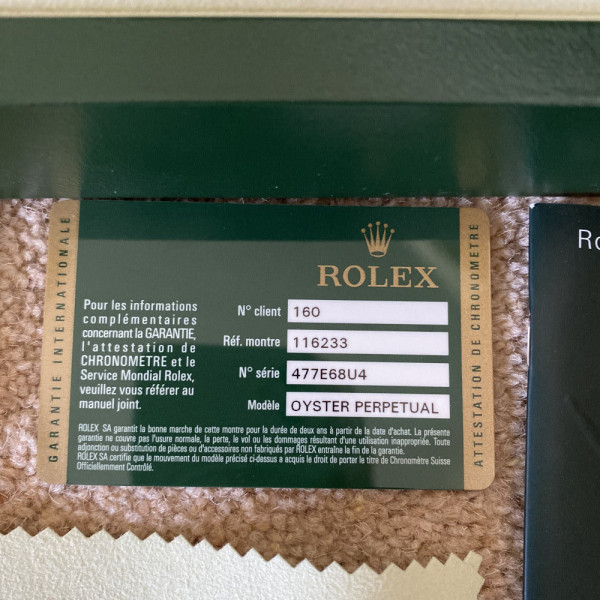 GARANTIE INTERNATIONALE
ROLEX
Pour les informations
complémentaires
concernant la GARANTIE,
l'attestation de
CHRONOMETRE et le
Service Mondial Rolex,
veuillez vous référer au
manuel joint.
N° client 160
Réf. montre 116233
N° série 477E68U4
Modèle OYSTER PERPETUAL
ROLEX SA garantit la bonne marche de cette montre pour la durée de deux ans à partir de la date d'achat. La présente
garantie ne couvre pas l'usure normale, la perte, le vol ou les dommages résultant d'une utilisation inappropriée. Toute
adjonction ou substitution de pièces ou d'accessoires non fabriqués par ROLEX entraîne la fin de la garantie.
ROLEX SA certifie que le mouvement du modèle précisé ci-dessus a acquis le droit de porter le titre de Chronomètre Suisse
Officiellement Contrôlé.
ATTESTATION DE CHRONOMETRE
Ro